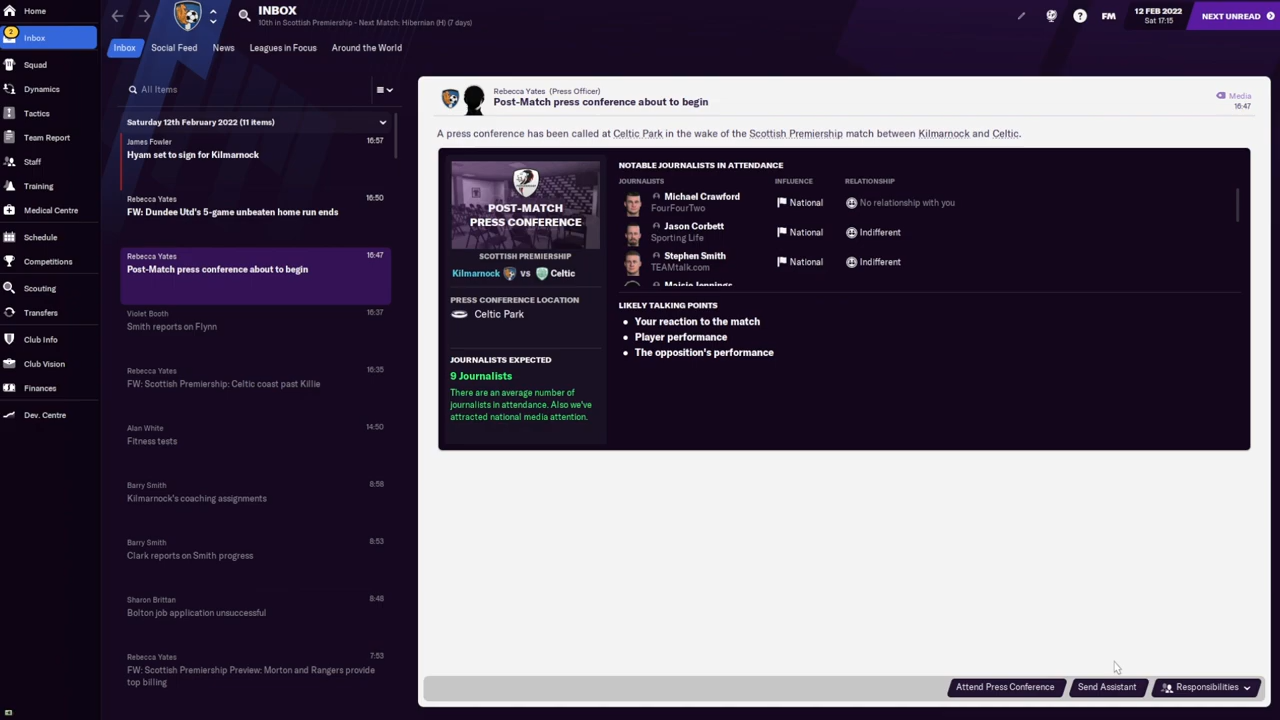 Home
2
Inbox
Squad
Dynamics
Tactics
Team Report
Staff
Training
Medical Centre
Schedule
Competitions
Scouting
Transfers
Club Info
Club Vision
Finances
Dev. Centre
INBOX
10th in Scottish Premiership - Next Match: Hibernian (H) (7 days)
FM
12 FEB 2022
Sat 17:15
NEXT UNREAD
Inbox
Social Feed
News
Leagues in Focus
Around the World
All Items
Saturday 12th February 2022 (11 items)
James Fowler 16:57
Hyam set to sign for Kilmarnock
Rebecca Yates 16:50
FW: Dundee Utd's 5-game unbeaten home run ends
Rebecca Yates 16:47
Post-Match press conference about to begin
Violet Booth 16:37
Smith reports on Flynn
Rebecca Yates 16:35
FW: Scottish Premiership: Celtic coast past Killie
Alan White 14:50
Fitness tests
Barry Smith 8:58
Kilmarnock's coaching assignments
Barry Smith 8:53
Clark reports on Smith progress
Sharon Brittan 8:48
Bolton job application unsuccessful
Rebecca Yates 7:53
FW: Scottish Premiership Preview: Morton and Rangers provide
top billing
Rebecca Yates (Press Officer)
Post-Match press conference about to begin
Media
16:47
A press conference has been called at Celtic Park in the wake of the Scottish Premiership match between Kilmarnock and Celtic.
POST-MATCH
PRESS CONFERENCE
SCOTTISH PREMIERSHIP
Kilmarnock vs Celtic
PRESS CONFERENCE LOCATION
Celtic Park
JOURNALISTS EXPECTED
9 Journalists
There are an average number of
journalists in attendance. Also we've
attracted national media attention.
NOTABLE JOURNALISTS IN ATTENDANCE
JOURNALISTS INFLUENCE RELATIONSHIP
Michael Crawford
FourFourTwo
National
No relationship with you
Jason Corbett
Sporting Life
National
Indifferent
Stephen Smith
TEAMtalk.com
National
Indifferent
Maisie Jennings
LIKELY TALKING POINTS
• Your reaction to the match
• Player performance
• The opposition's performance
Attend Press Conference
Send Assistant
Responsibilities